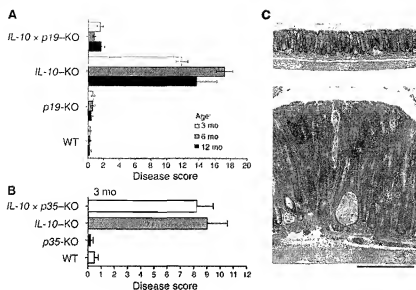 A
IL-10 × p19–KO
IL-10–KO
p19-KO
WT
Age:
3 mo
6 mo
12 mo
0 2 4 6 8 10 12 14 16 18 20
Disease score
B
3 mo
IL-10 × p35–KO
IL-10–KO
p35-KO
WT
0 1 2 3 4 5 6 7 8 9 10 11 12 13 14
Disease score
C